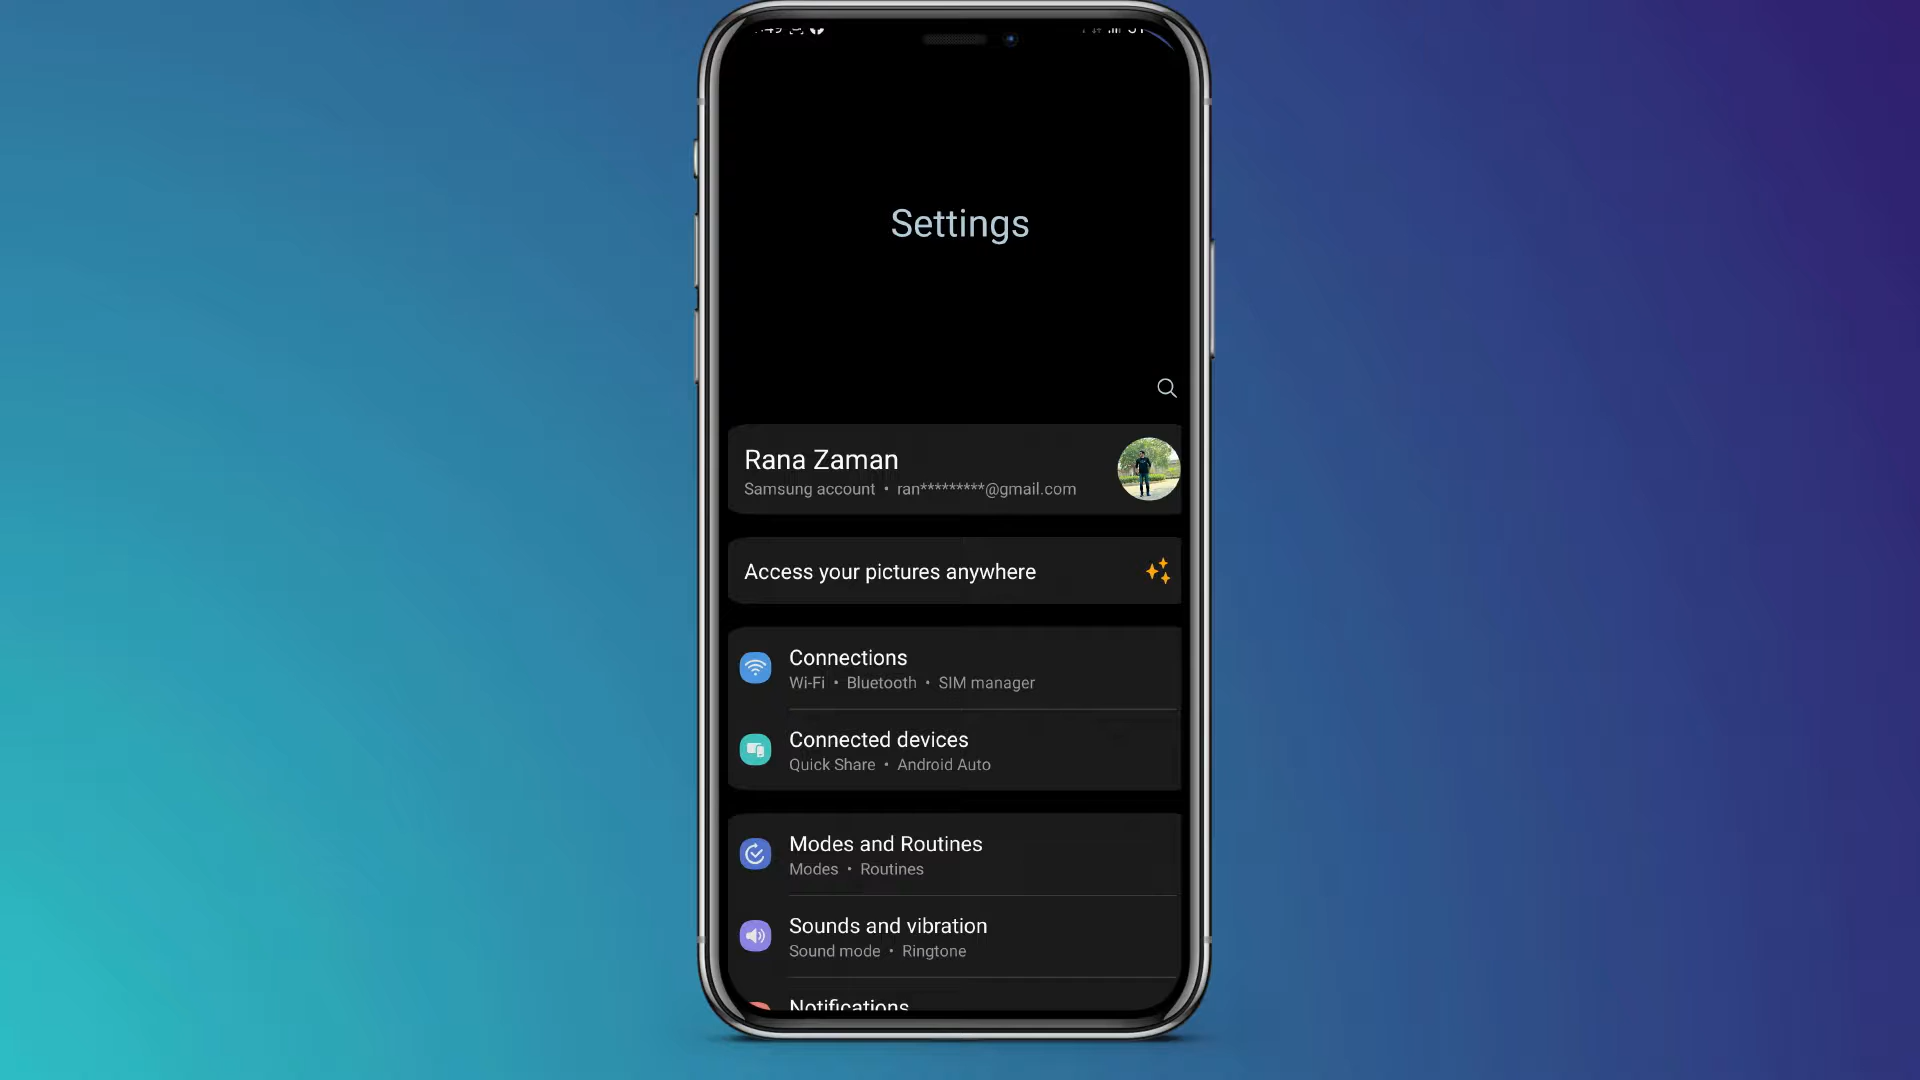 Settings
Rana Zaman
Samsung account • ran*********@gmail.com
Access your pictures anywhere
Connections
Wi-Fi • Bluetooth • SIM manager
Connected devices
Quick Share • Android Auto
Modes and Routines
Modes • Routines
Sounds and vibration
Sound mode • Ringtone
Notifications